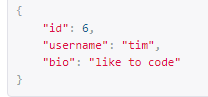 {
    "id": 6,
    "username": "tim",
    "bio": "like to code"
}